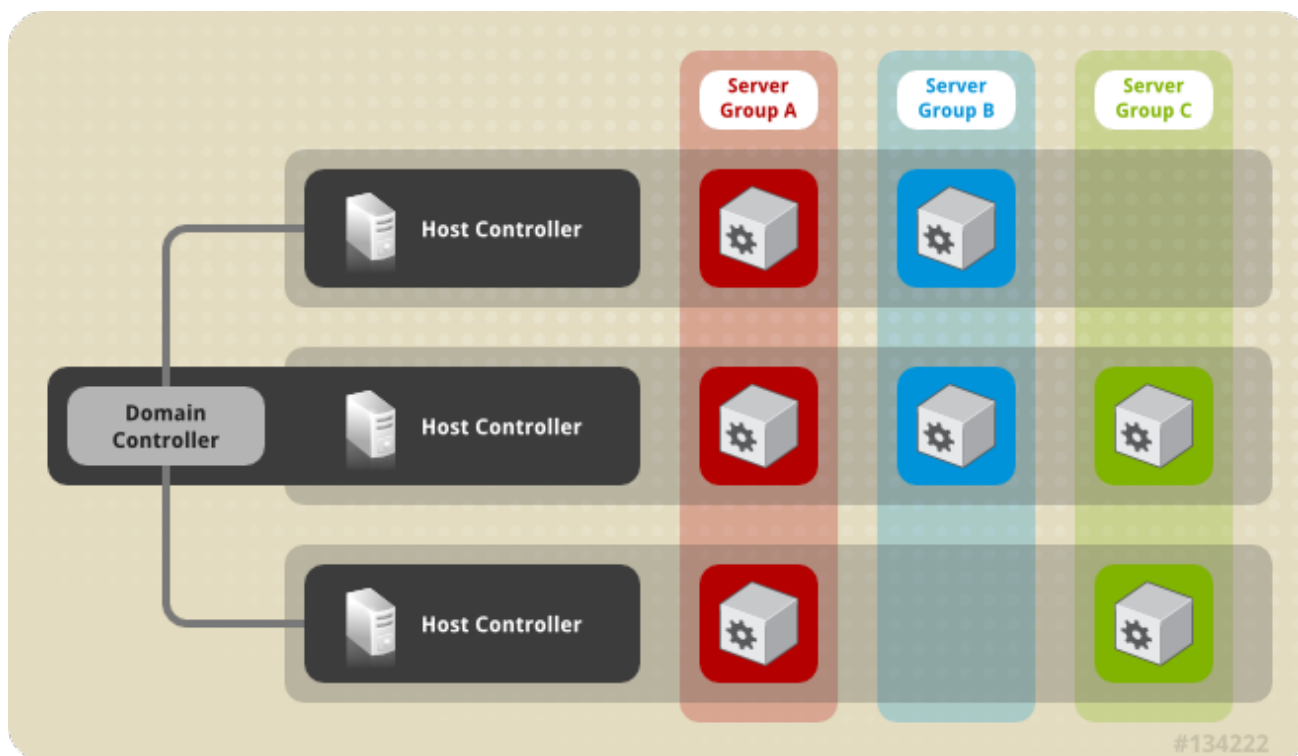 Server
Group A
Server
Group B
Server
Group C
Host Controller
Domain
Controller
Host Controller
Host Controller
#134222